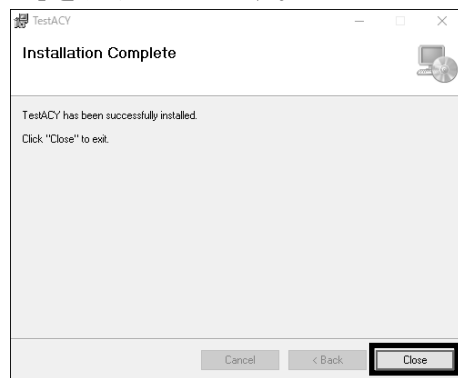 TestACY
Installation Complete
TestACY has been successfully installed.
Click "Close" to exit.
Cancel
< Back
Close